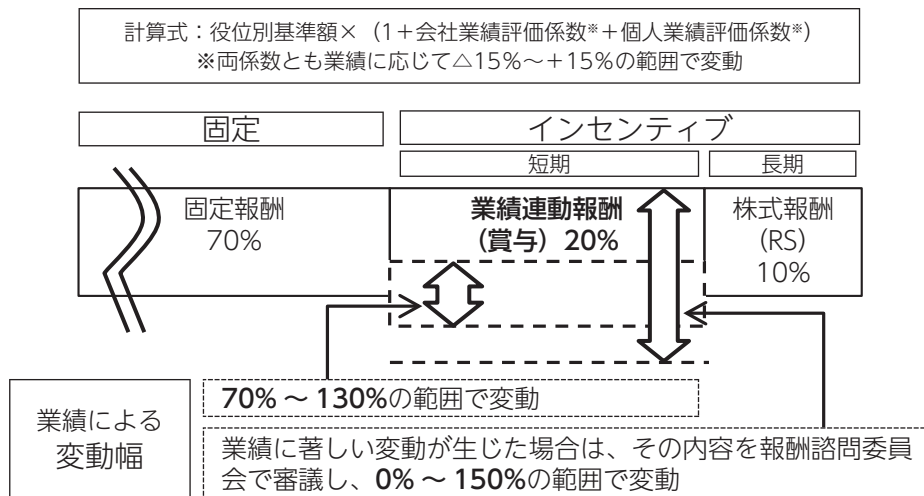 計算式：役位別基準額×（1＋会社業績評価係数※＋個人業績評価係数※）
※両係数とも業績に応じて△15%～＋15%の範囲で変動
固定
インセンティブ
短期
長期
固定報酬
70%
業績連動報酬
(賞与) 20%
株式報酬
(RS)
10%
業績による
変動幅
70% ～ 130%の範囲で変動
業績に著しい変動が生じた場合は、その内容を報酬諮問委員
会で審議し、0% ～ 150%の範囲で変動